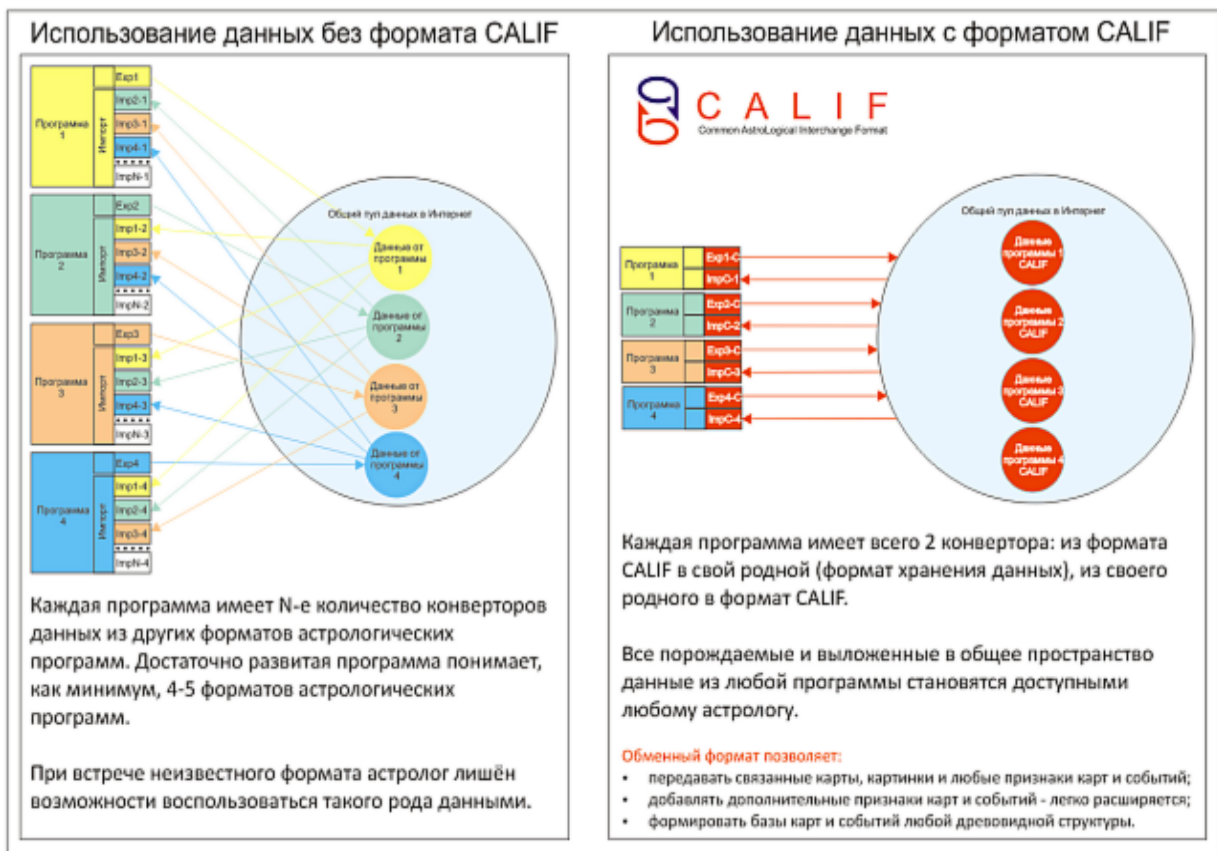 Использование данных без формата CALIF
Программа
1
Импорт
Exp1
Imp2-1
Imp3-1
Imp4-1
ImpN-1
Программа
2
Импорт
Exp2
Imp1-2
Imp3-2
Imp4-2
ImpN-2
Программа
3
Импорт
Exp3
Imp1-3
Imp2-3
Imp4-3
ImpN-3
Программа
4
Импорт
Exp4
Imp1-4
Imp2-4
Imp3-4
ImpN-4
Общий пул данных в Интернет
Данные от
программы
1
Данные от
программы
2
Данные от
программы
3
Данные от
программы
4
Каждая программа имеет N-е количество конверторов
данных из других форматов астрологических
программ. Достаточно развитая программа понимает,
как минимум, 4-5 форматов астрологических
программ.
При встрече неизвестного формата астролог лишён
возможности воспользоваться такого рода данными.
Использование данных с форматом CALIF
CALIF
Common AstroLogical Interchange Format
Программа
1
Exp1-C
ImpC-1
Программа
2
Exp2-C
ImpC-2
Программа
3
Exp3-C
ImpC-3
Программа
4
Exp4-C
ImpC-4
Общий пул данных в Интернет
Данные
программы 1
CALIF
Данные
программы 2
CALIF
Данные
программы 3
CALIF
Данные
программы 4
CALIF
Каждая программа имеет всего 2 конвертора: из формата
CALIF в свой родной (формат хранения данных), из своего
родного в формат CALIF.
Все порождаемые и выложенные в общее пространство
данные из любой программы становятся доступными
любому астрологу.
Обменный формат позволяет:
• передавать связанные карты, картинки и любые признаки карт и событий;
• добавлять дополнительные признаки карт и событий - легко расширяется;
• формировать базы карт и событий любой древовидной структуры.